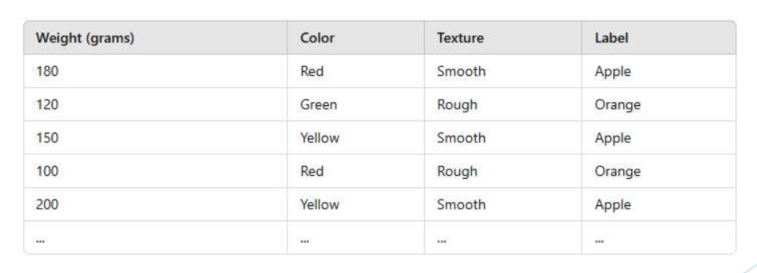 Weight (grams) Color Texture Label
180 Red Smooth Apple
120 Green Rough Orange
150 Yellow Smooth Apple
100 Red Rough Orange
200 Yellow Smooth Apple
... ... ... ...